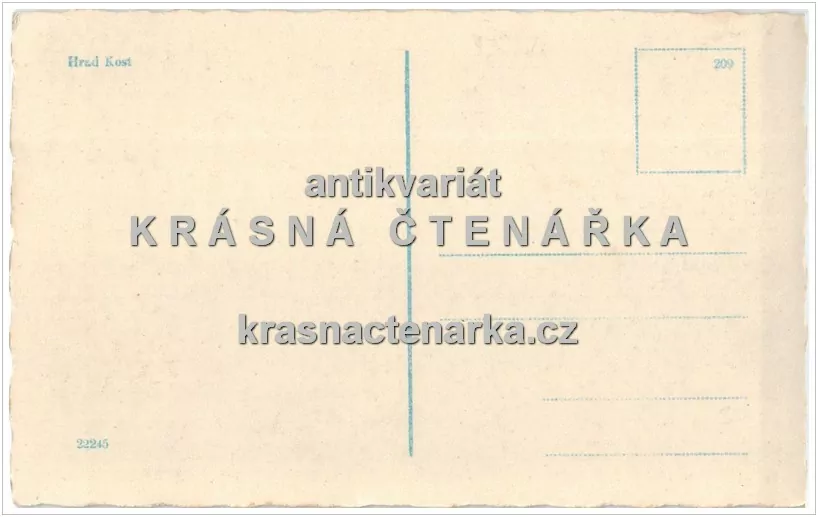 Hrad Kost
209
antikvariát
KRÁSNÁ ČTENÁŘKA
krasnactenarka.cz
22245